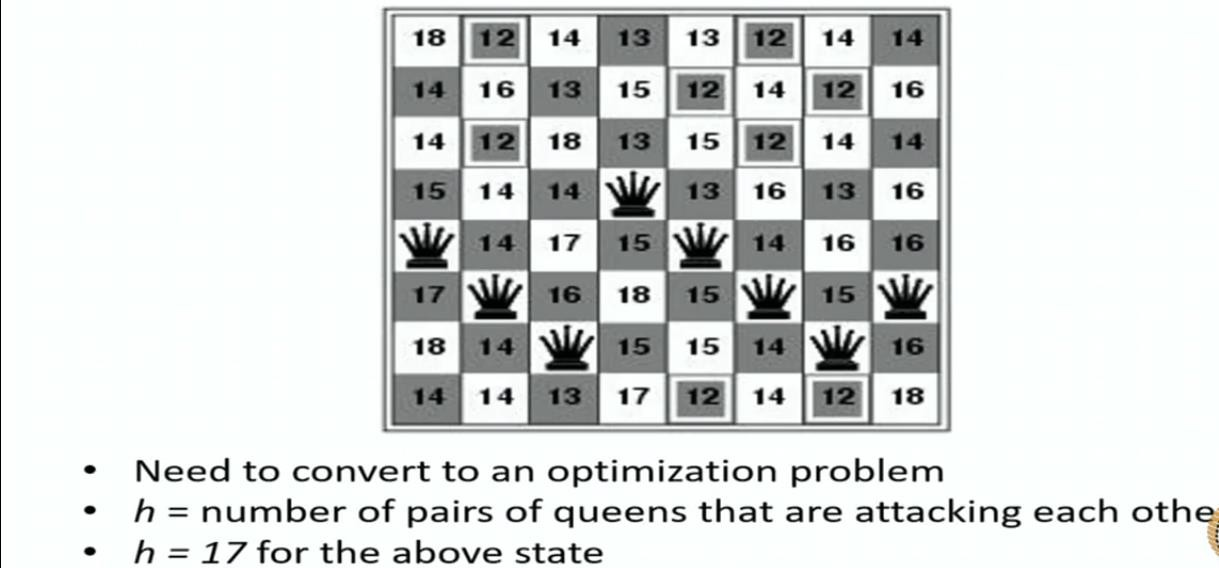 18 12 14 13 13 12 14 14
14 16 13 15 12 14 12 16
14 12 18 13 15 12 14 14
15 14 14 13 16 13 16
14 17 15 14 16 16
17 16 18 15 15
18 14 15 15 14 16
14 14 13 17 12 14 12 18
• Need to convert to an optimization problem
• h = number of pairs of queens that are attacking each othe
• h = 17 for the above state